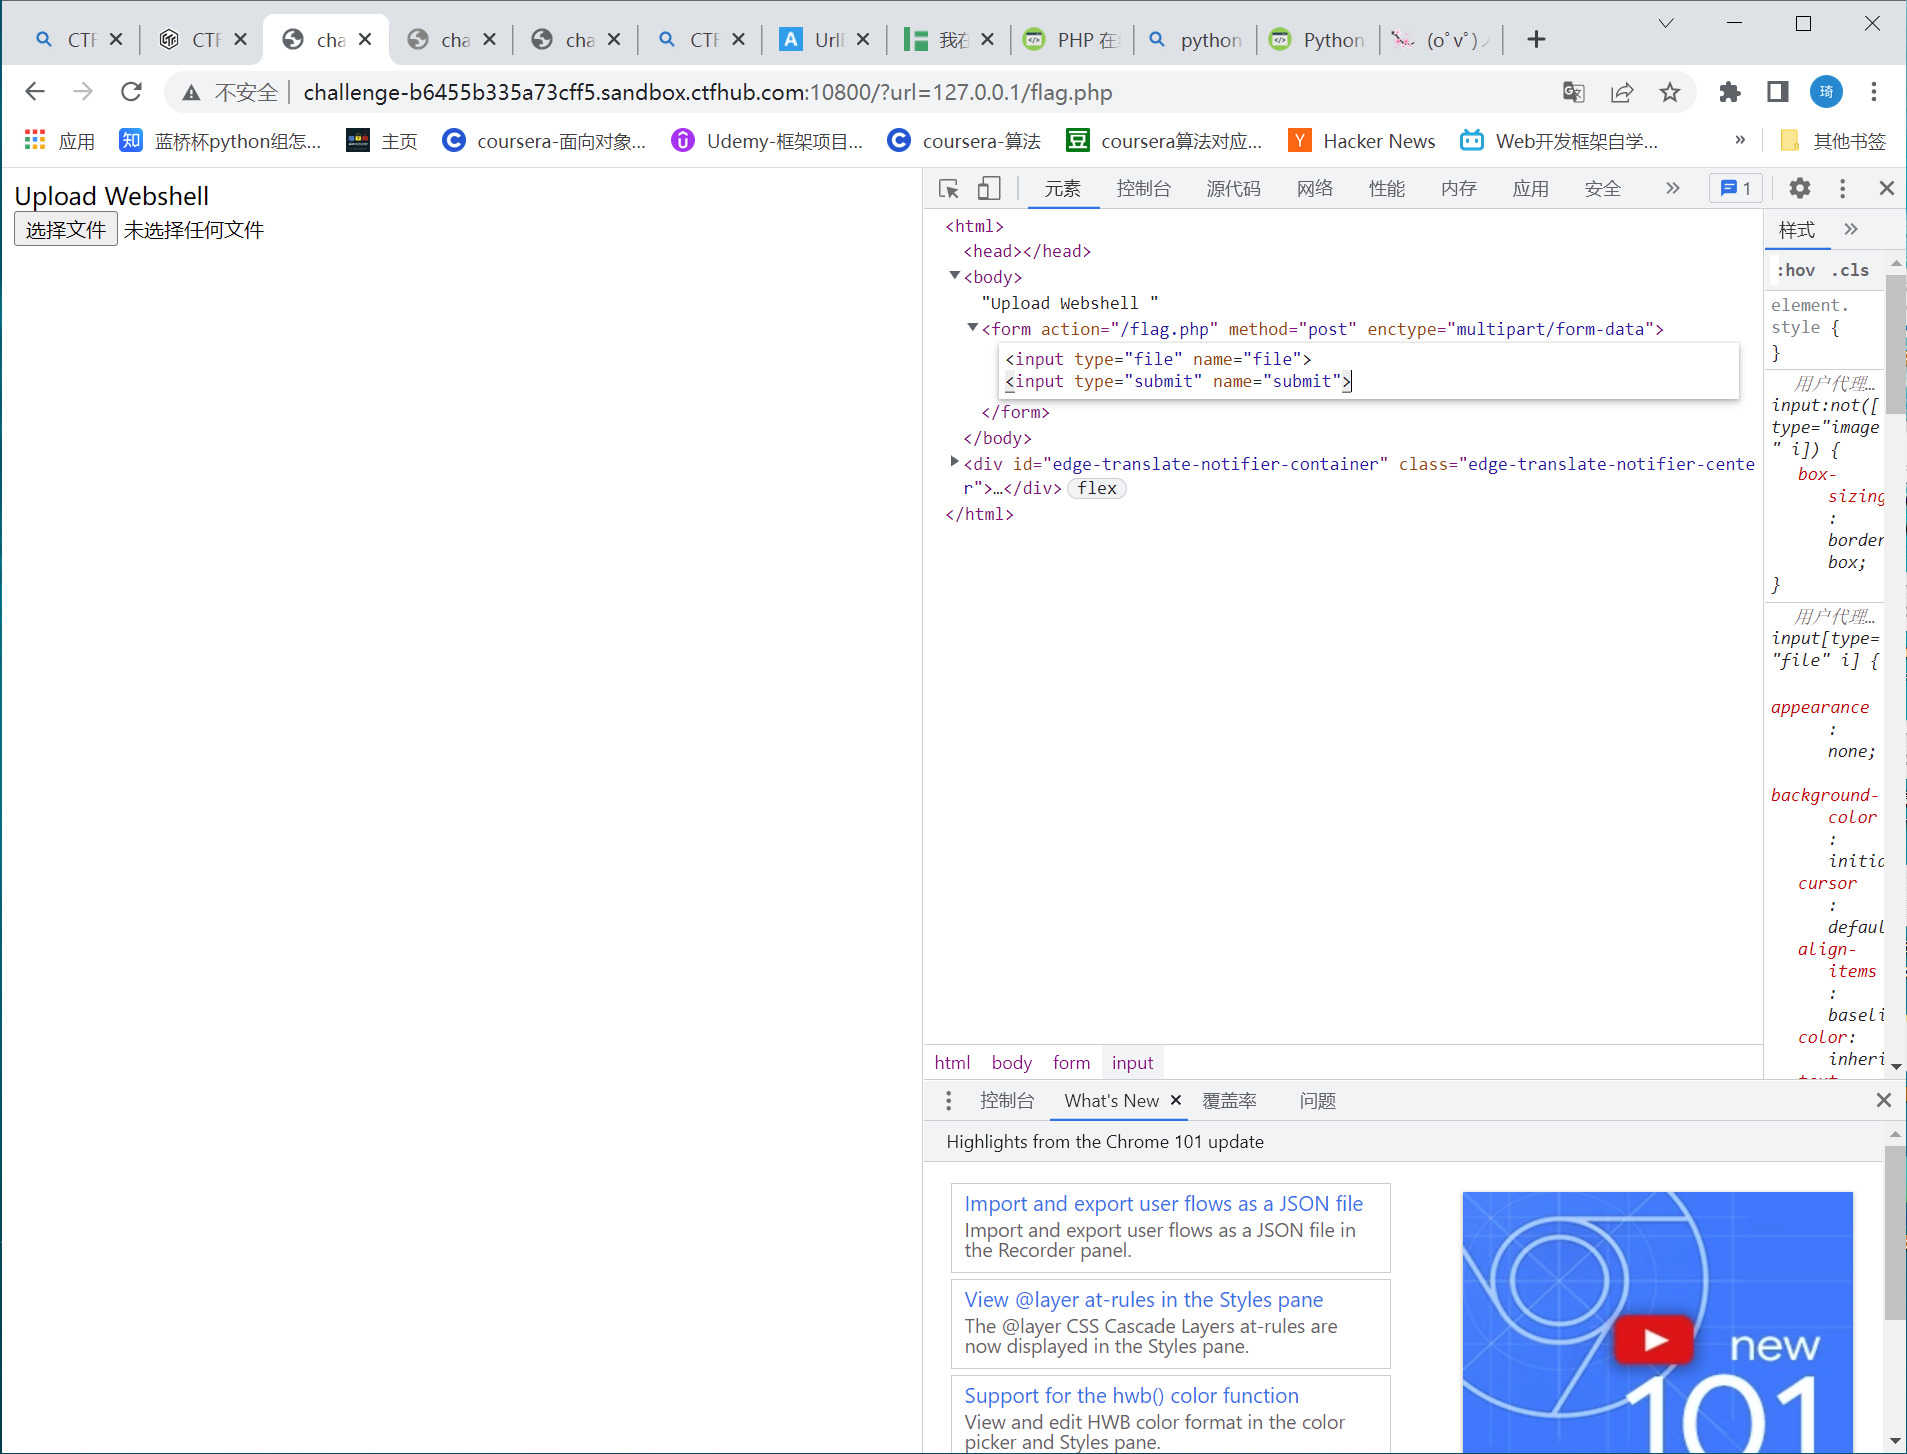 CTF
CTF
cha
cha
cha
CTF
Url
我在
PHP 在
python
Python
(o゚v゚)ノ
不安全
challenge-b6455b335a73cff5.sandbox.ctfhub.com:10800/?url=127.0.0.1/flag.php
琦
应用
知
蓝桥杯python组怎...
主页
coursera-面向对象...
Udemy-框架项目...
coursera-算法
豆
coursera算法对应...
Y
Hacker News
Web开发框架自学...
»
其他书签
Upload Webshell
选择文件 未选择任何文件
元素
控制台
源代码
网络
性能
内存
应用
安全
»
1
<html>
<head></head>
<body>
"Upload Webshell "
<form action="/flag.php" method="post" enctype="multipart/form-data">
<input type="file" name="file">
<input type="submit" name="submit">
</form>
</body>
<div id="edge-translate-notifier-container" class="edge-translate-notifier-cente
r">…</div> flex
</html>
样式 »
:hov .cls
element.
style {
}
用户代理…
input:not([
type="image
" i]) {
box-
sizing
:
border
box;
}
用户代理…
input[type=
"file" i] {
appearance
:
none;
background-
color
:
initia
cursor
:
defaul
align-
items
:
baseli
color:
inheri
text
html body form input
控制台
What's New
覆盖率
问题
Highlights from the Chrome 101 update
Import and export user flows as a JSON file
Import and export user flows as a JSON file in
the Recorder panel.
View @layer at-rules in the Styles pane
The @layer CSS Cascade Layers at-rules are
now displayed in the Styles pane.
Support for the hwb() color function
View and edit HWB color format in the color
picker and Styles pane.
new
101